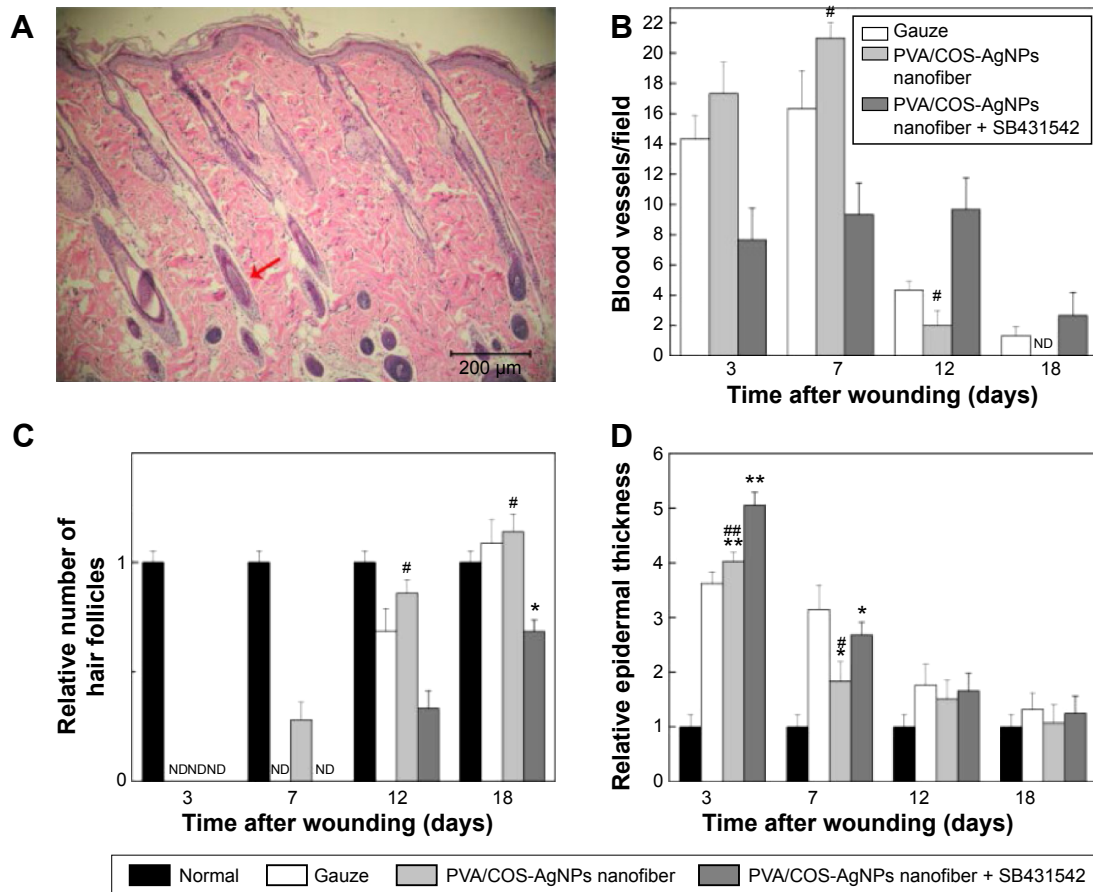 A
200 µm
B
Blood vessels/field
22
20
18
16
14
12
10
8
6
4
2
0
#
#
ND
3 7 12 18
Time after wounding (days)
Gauze
PVA/COS-AgNPs
nanofiber
PVA/COS-AgNPs
nanofiber + SB431542
C
Relative number of
hair follicles
1
0
NDNDND
ND
ND
#
#
*
3 7 12 18
Time after wounding (days)
D
Relative epidermal thickness
6
5
4
3
2
1
0
##
**
**
#
*
*
3 7 12 18
Time after wounding (days)
Normal Gauze PVA/COS-AgNPs nanofiber PVA/COS-AgNPs nanofiber + SB431542